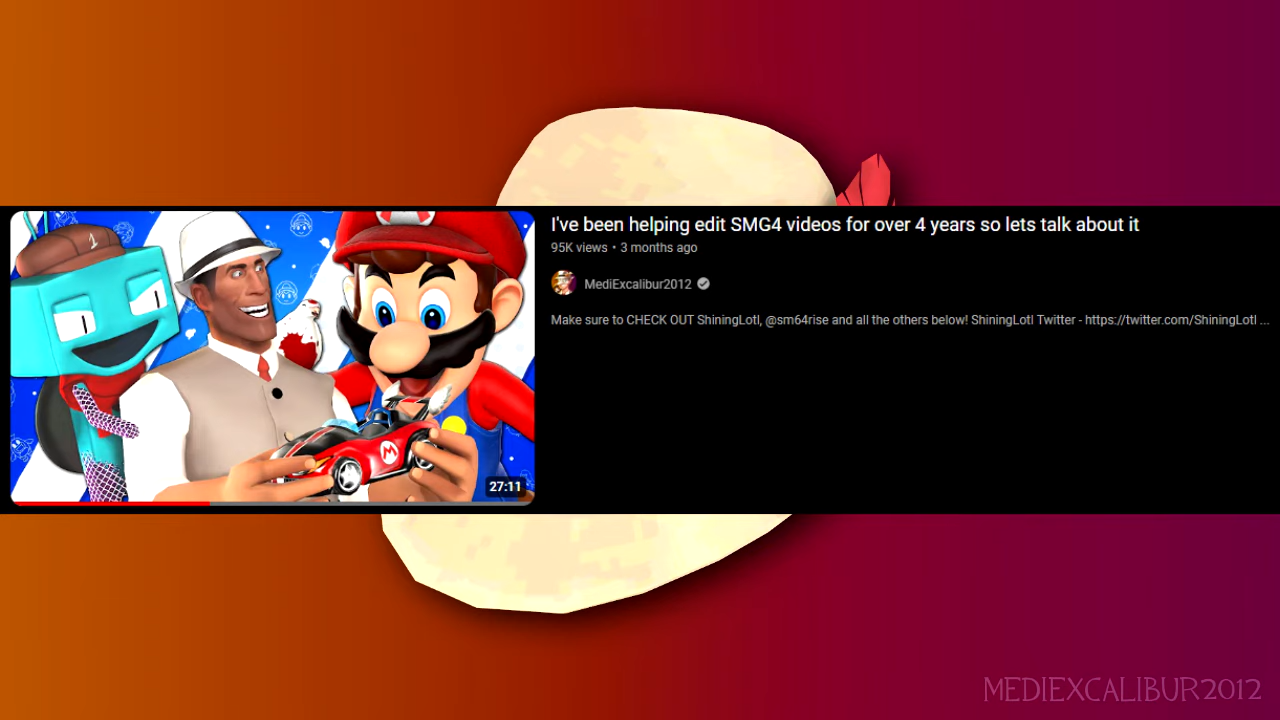 I've been helping edit SMG4 videos for over 4 years so lets talk about it
95K views • 3 months ago
MediExcalibur2012
Make sure to CHECK OUT ShiningLotl, @sm64rise and all the others below! ShiningLotl Twitter - https://twitter.com/ShiningLotl ...
1
M
27:11
MEDIEXCALIBUR2012